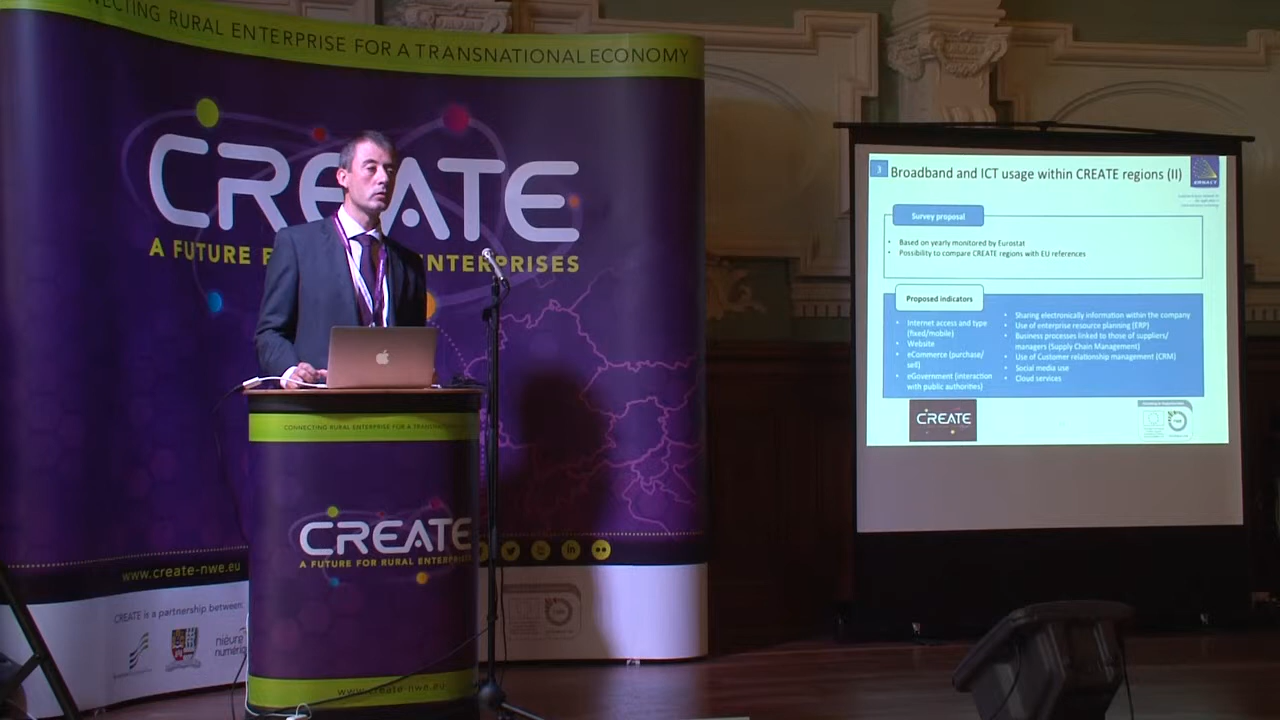 CTING RURAL ENTERPRISE FOR A TRANSNATIONAL ECONOMY
CREATE
A FUTURE F ENTERPRISES
www.create-nwe.eu
CREATE is a partnership between:
nièvre
numériq
CONNECTING RURAL ENTERPRISE FOR A TRANSNATIONAL
CREATE
A FUTURE FOR RURAL ENTERPRISES
www.create-nwe.eu
3
Broadband and ICT usage within CREATE regions (II)
ERNACT
Survey proposal
• Based on yearly monitored by Eurostat
• Possibility to compare CREATE regions with EU references
Proposed indicators
• Internet access and type
(fixed/mobile)
• Website
• eCommerce (purchase/
sell)
• eGovernment (interaction
with public authorities)
• Sharing electronically information within the company
• Use of enterprise resource planning (ERP)
• Business processes linked to those of suppliers/
managers (Supply Chain Management)
• Use of Customer relationship management (CRM)
• Social media use
• Cloud services
CREATE